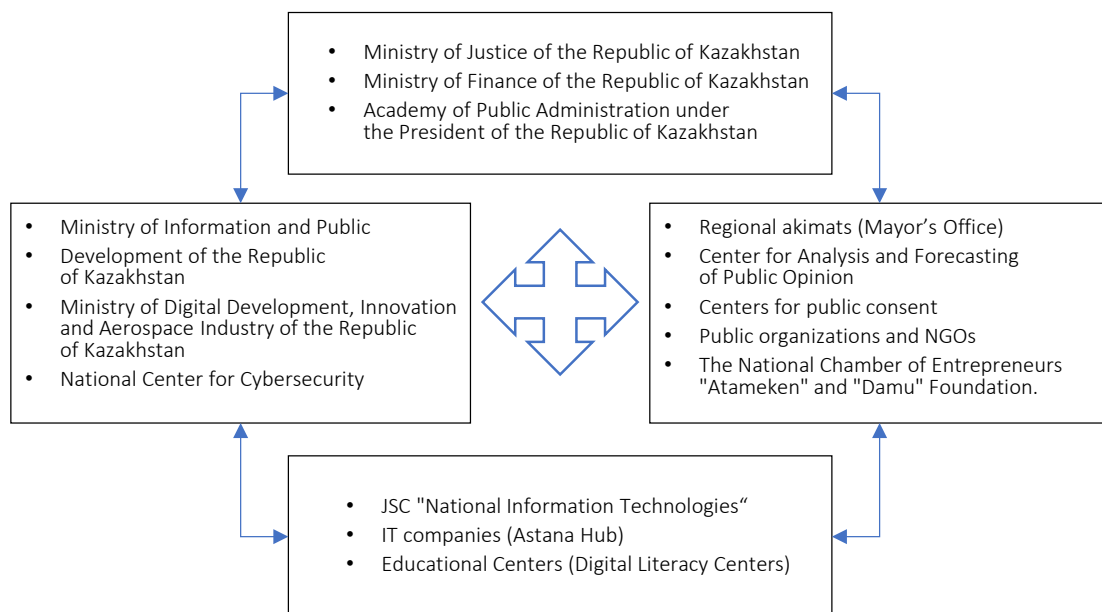 • Ministry of Justice of the Republic of Kazakhstan
• Ministry of Finance of the Republic of Kazakhstan
• Academy of Public Administration under
the President of the Republic of Kazakhstan
• Ministry of Information and Public
• Development of the Republic
of Kazakhstan
• Ministry of Digital Development, Innovation
and Aerospace Industry of the Republic
of Kazakhstan
• National Center for Cybersecurity
• Regional akimats (Mayor’s Office)
• Center for Analysis and Forecasting
of Public Opinion
• Centers for public consent
• Public organizations and NGOs
• The National Chamber of Entrepreneurs
"Atameken" and "Damu" Foundation.
• JSC "National Information Technologies“
• IT companies (Astana Hub)
• Educational Centers (Digital Literacy Centers)